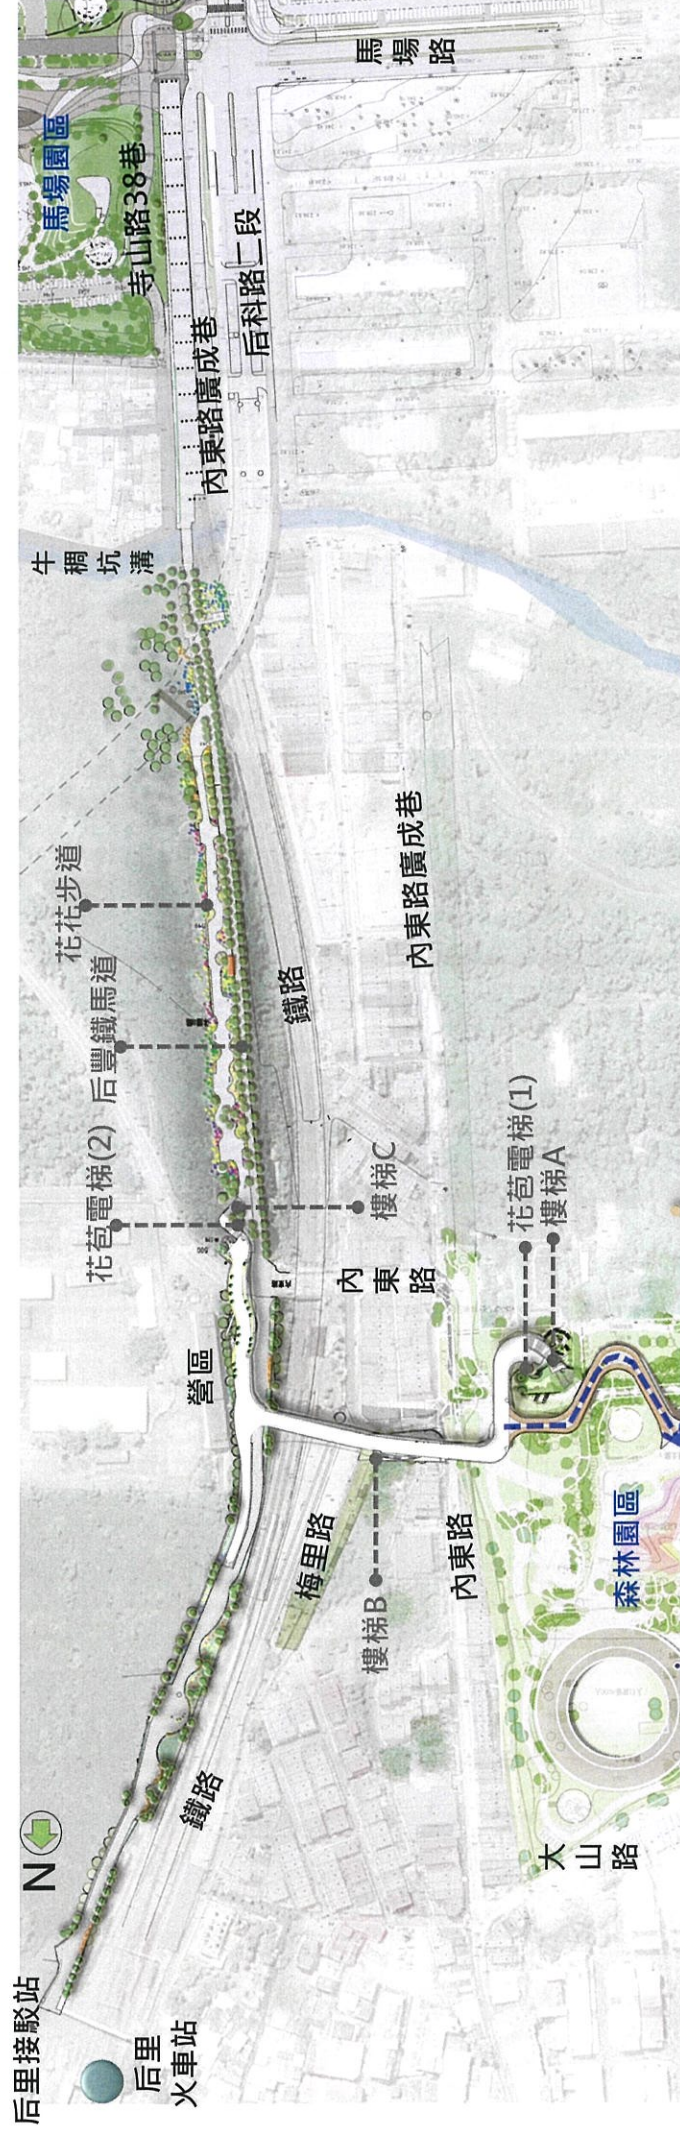 馬場路
馬場園區
寺山路38巷
后科路二段
內東路廣成巷
牛稠坑溝
花花步道
內東路廣成巷
后豐鐵馬道
鐵路
花苞電梯(2)
樓梯C
花苞電梯(1)
樓梯A
內東路
營區
梅里路
樓梯B
內東路
森林園區
鐵路
大山路
N
后里接駁站
后里
火車站